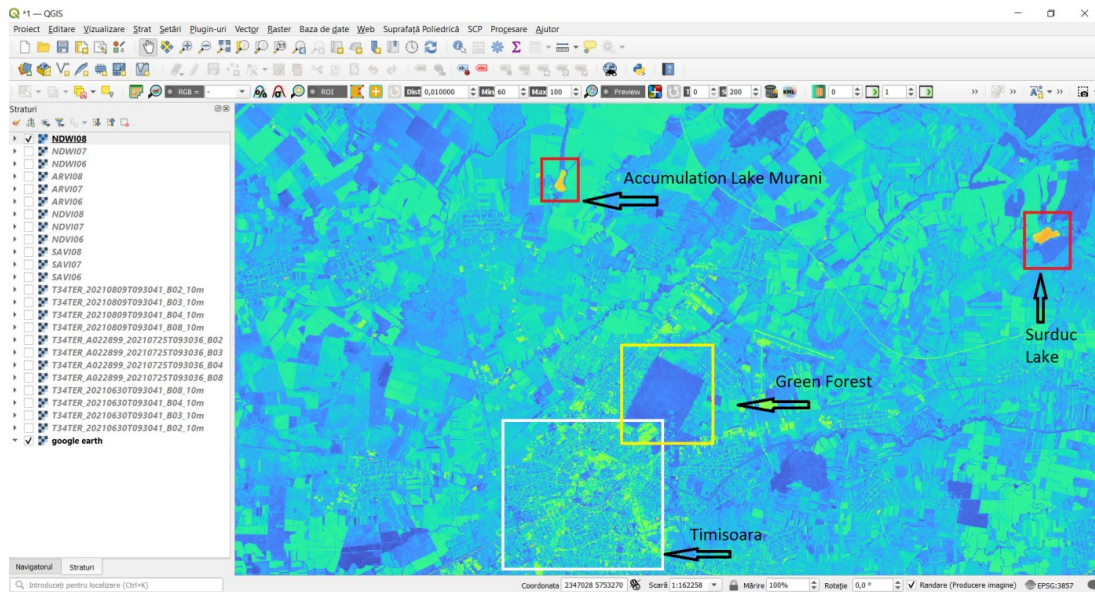 *1 — QGIS
Proiect Editare Vizualizare Strat Setări Plugin-uri Vector Raster Baza de date Web Suprafață Poliedrică SCP Procesare Ajutor
RGB = - ROI Dist 0,010000 Min 60 Max 100 Preview T 0 S 200 KML 0 1 » »
Straturi
NDWI08
NDWI07
NDWI06
ARVI08
ARVI07
ARVI06
NDVI08
NDVI07
NDVI06
SAVI08
SAVI07
SAVI06
T34TER_20210809T093041_B02_10m
T34TER_20210809T093041_B03_10m
T34TER_20210809T093041_B04_10m
T34TER_20210809T093041_B08_10m
T34TER_A022899_20210725T093036_B02
T34TER_A022899_20210725T093036_B03
T34TER_A022899_20210725T093036_B04
T34TER_A022899_20210725T093036_B08
T34TER_20210630T093041_B08_10m
T34TER_20210630T093041_B04_10m
T34TER_20210630T093041_B03_10m
T34TER_20210630T093041_B02_10m
google earth
Accumulation Lake Murani
Surduc
Lake
Green Forest
Timisoara
Navigatorul Straturi
Introduceți pentru localizare (Ctrl+K)
Coordonata 2347028 5753270 Scară 1:162258 Mărire 100% Rotație 0,0 ° Randare (Producere imagine) EPSG:3857